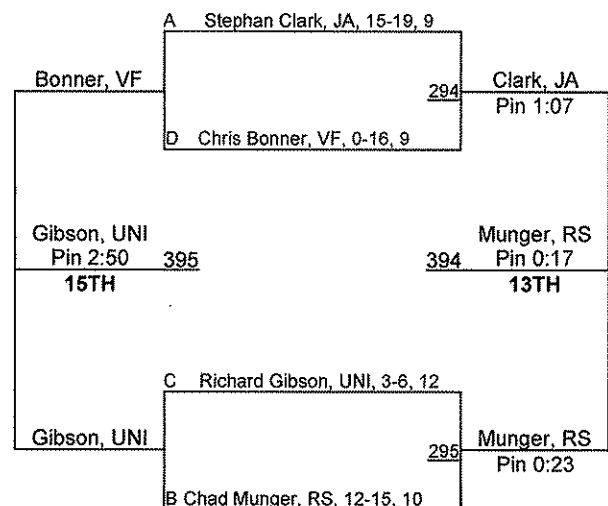 A Stephan Clark, JA, 15-19, 9
Bonner, VF
294
Clark, JA
Pin 1:07
D Chris Bonner, VF, 0-16, 9
Gibson, UNI
Pin 2:50
395
15TH
Munger, RS
394
Pin 0:17
13TH
C Richard Gibson, UNI, 3-6, 12
Gibson, UNI
295
Munger, RS
Pin 0:23
B Chad Munger, RS, 12-15, 10